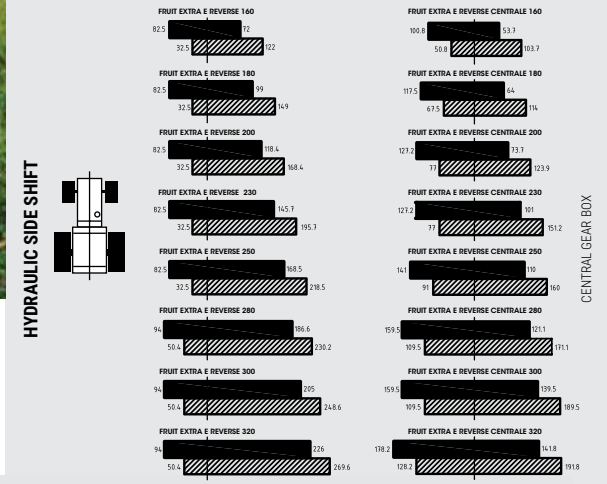 HYDRAULIC SIDE SHIFT
FRUIT EXTRA E REVERSE 160
82.5 72
32.5 122
FRUIT EXTRA E REVERSE 180
82.5 99
32.5 149
FRUIT EXTRA E REVERSE 200
82.5 118.4
32.5 168.4
FRUIT EXTRA E REVERSE 230
82.5 145.7
32.5 195.7
FRUIT EXTRA E REVERSE 250
82.5 168.5
32.5 218.5
FRUIT EXTRA E REVERSE 280
94 186.6
50.4 230.2
FRUIT EXTRA E REVERSE 300
94 205
50.4 248.6
FRUIT EXTRA E REVERSE 320
94 226
50.4 269.6
FRUIT EXTRA E REVERSE CENTRALE 160
100.8 53.7
50.8 103.7
FRUIT EXTRA E REVERSE CENTRALE 180
117.5 64
67.5 114
FRUIT EXTRA E REVERSE CENTRALE 200
127.2 73.7
77 123.9
FRUIT EXTRA E REVERSE CENTRALE 230
127.2 101
77 151.2
FRUIT EXTRA E REVERSE CENTRALE 250
141 110
91 160
FRUIT EXTRA E REVERSE CENTRALE 280
159.5 121.1
109.5 171.1
FRUIT EXTRA E REVERSE CENTRALE 300
159.5 139.5
109.5 189.5
FRUIT EXTRA E REVERSE CENTRALE 320
178.2 141.8
128.2 191.8
CENTRAL GEAR BOX